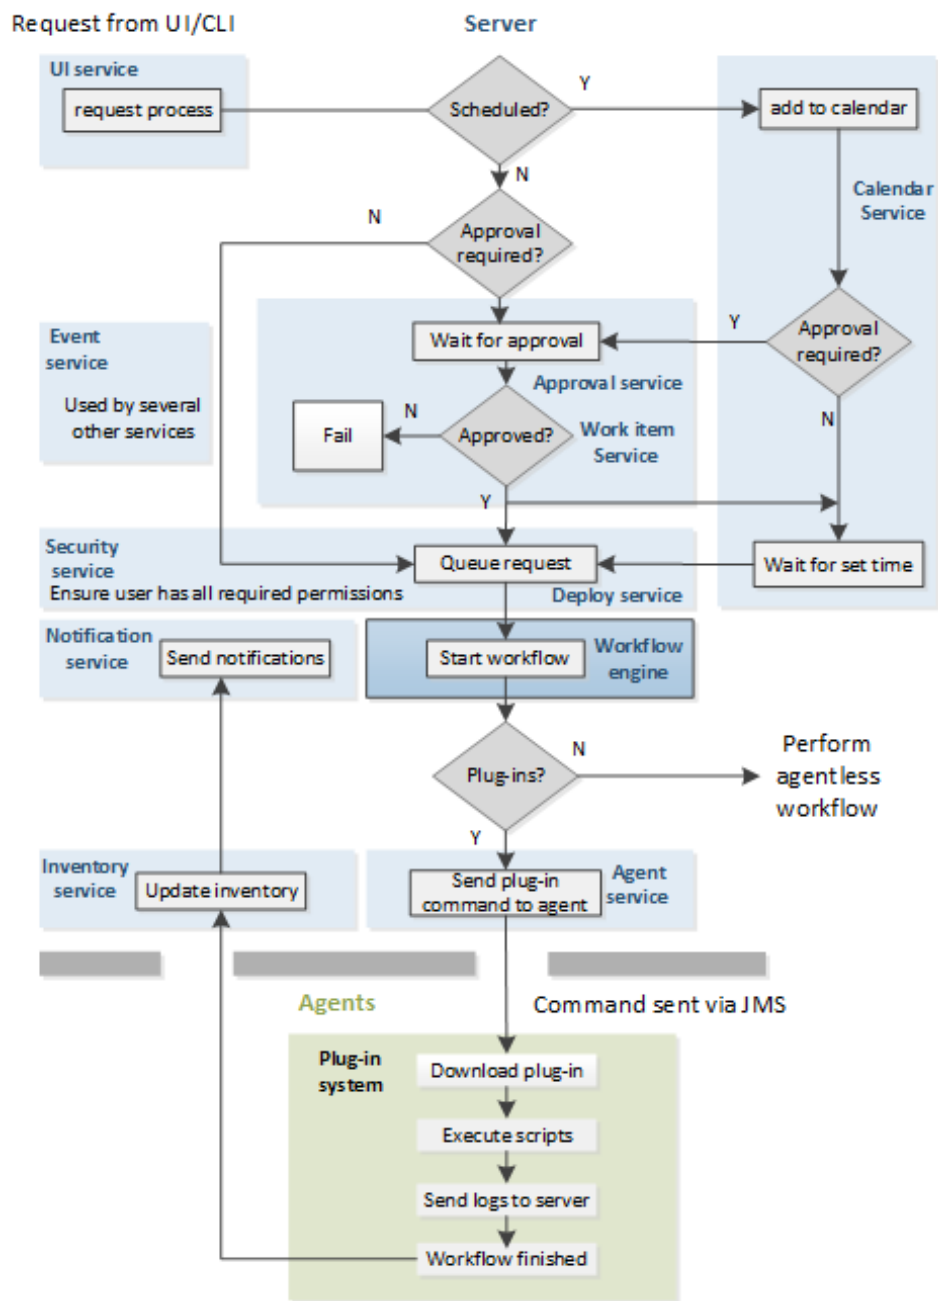 Request from UI/CLI
Server
UI service
request process
Scheduled?
Y
add to calendar
N
Calendar
Service
N
Approval
required?
Event
service
Used by several
other services
Wait for approval
Y
Approval
required?
Approval service
Fail
N
Approved?
Work item
Service
N
Y
Security
service
Ensure user has all required permissions
Queue request
Deploy service
Wait for set time
Notification
service
Send notifications
Start workflow
Workflow
engine
Plug-ins?
N
Perform
agentless
workflow
Y
Inventory
service
Update inventory
Send plug-in
command to agent
Agent
service
Agents
Command sent via JMS
Plug-in
system
Download plug-in
Execute scripts
Send logs to server
Workflow finished